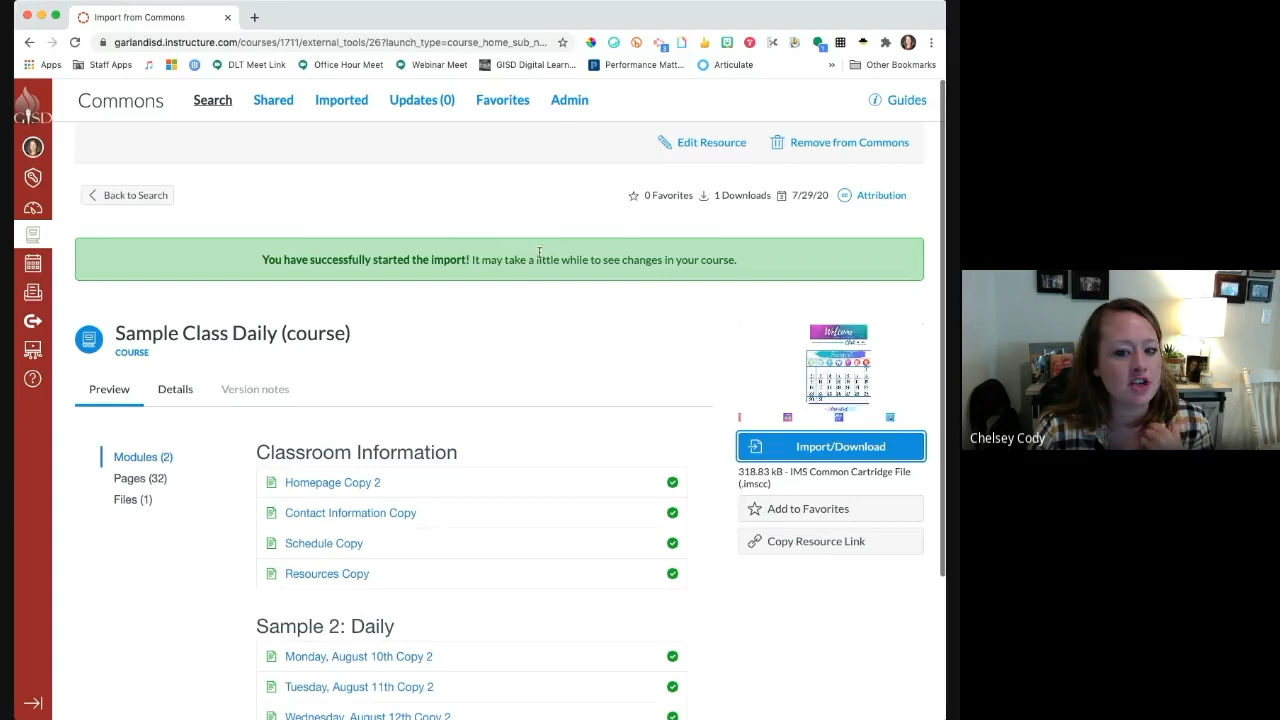 Import from Commons
garlandisd.instructure.com/courses/1711/external_tools/26?launch_type=course_home_sub_n...
Apps Staff Apps DLT Meet Link Office Hour Meet Webinar Meet GISD Digital Learn... Performance Matt... Articulate » Other Bookmarks
GISD
Commons Search Shared Imported Updates (0) Favorites Admin Guides
Edit Resource Remove from Commons
Back to Search 0 Favorites 1 Downloads 7/29/20 Attribution
You have successfully started the import! It may take a little while to see changes in your course.
Sample Class Daily (course)
COURSE
Welcome
Preview Details Version notes
Import/Download
318.83 kB - IMS Common Cartridge File
(.imscc)
Add to Favorites
Copy Resource Link
Modules (2)
Pages (32)
Files (1)
Classroom Information
Homepage Copy 2
Contact Information Copy
Schedule Copy
Resources Copy
Sample 2: Daily
Monday, August 10th Copy 2
Tuesday, August 11th Copy 2
Wednesday, August 12th Copy 2
Chelsey Cody